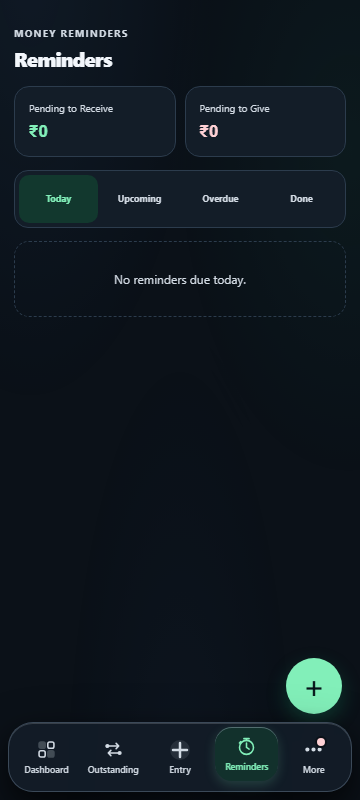 MONEY REMINDERS
Reminders
Pending to Receive
₹0
Pending to Give
₹0
Today Upcoming Overdue Done
No reminders due today.
+
Dashboard Outstanding Entry Reminders More